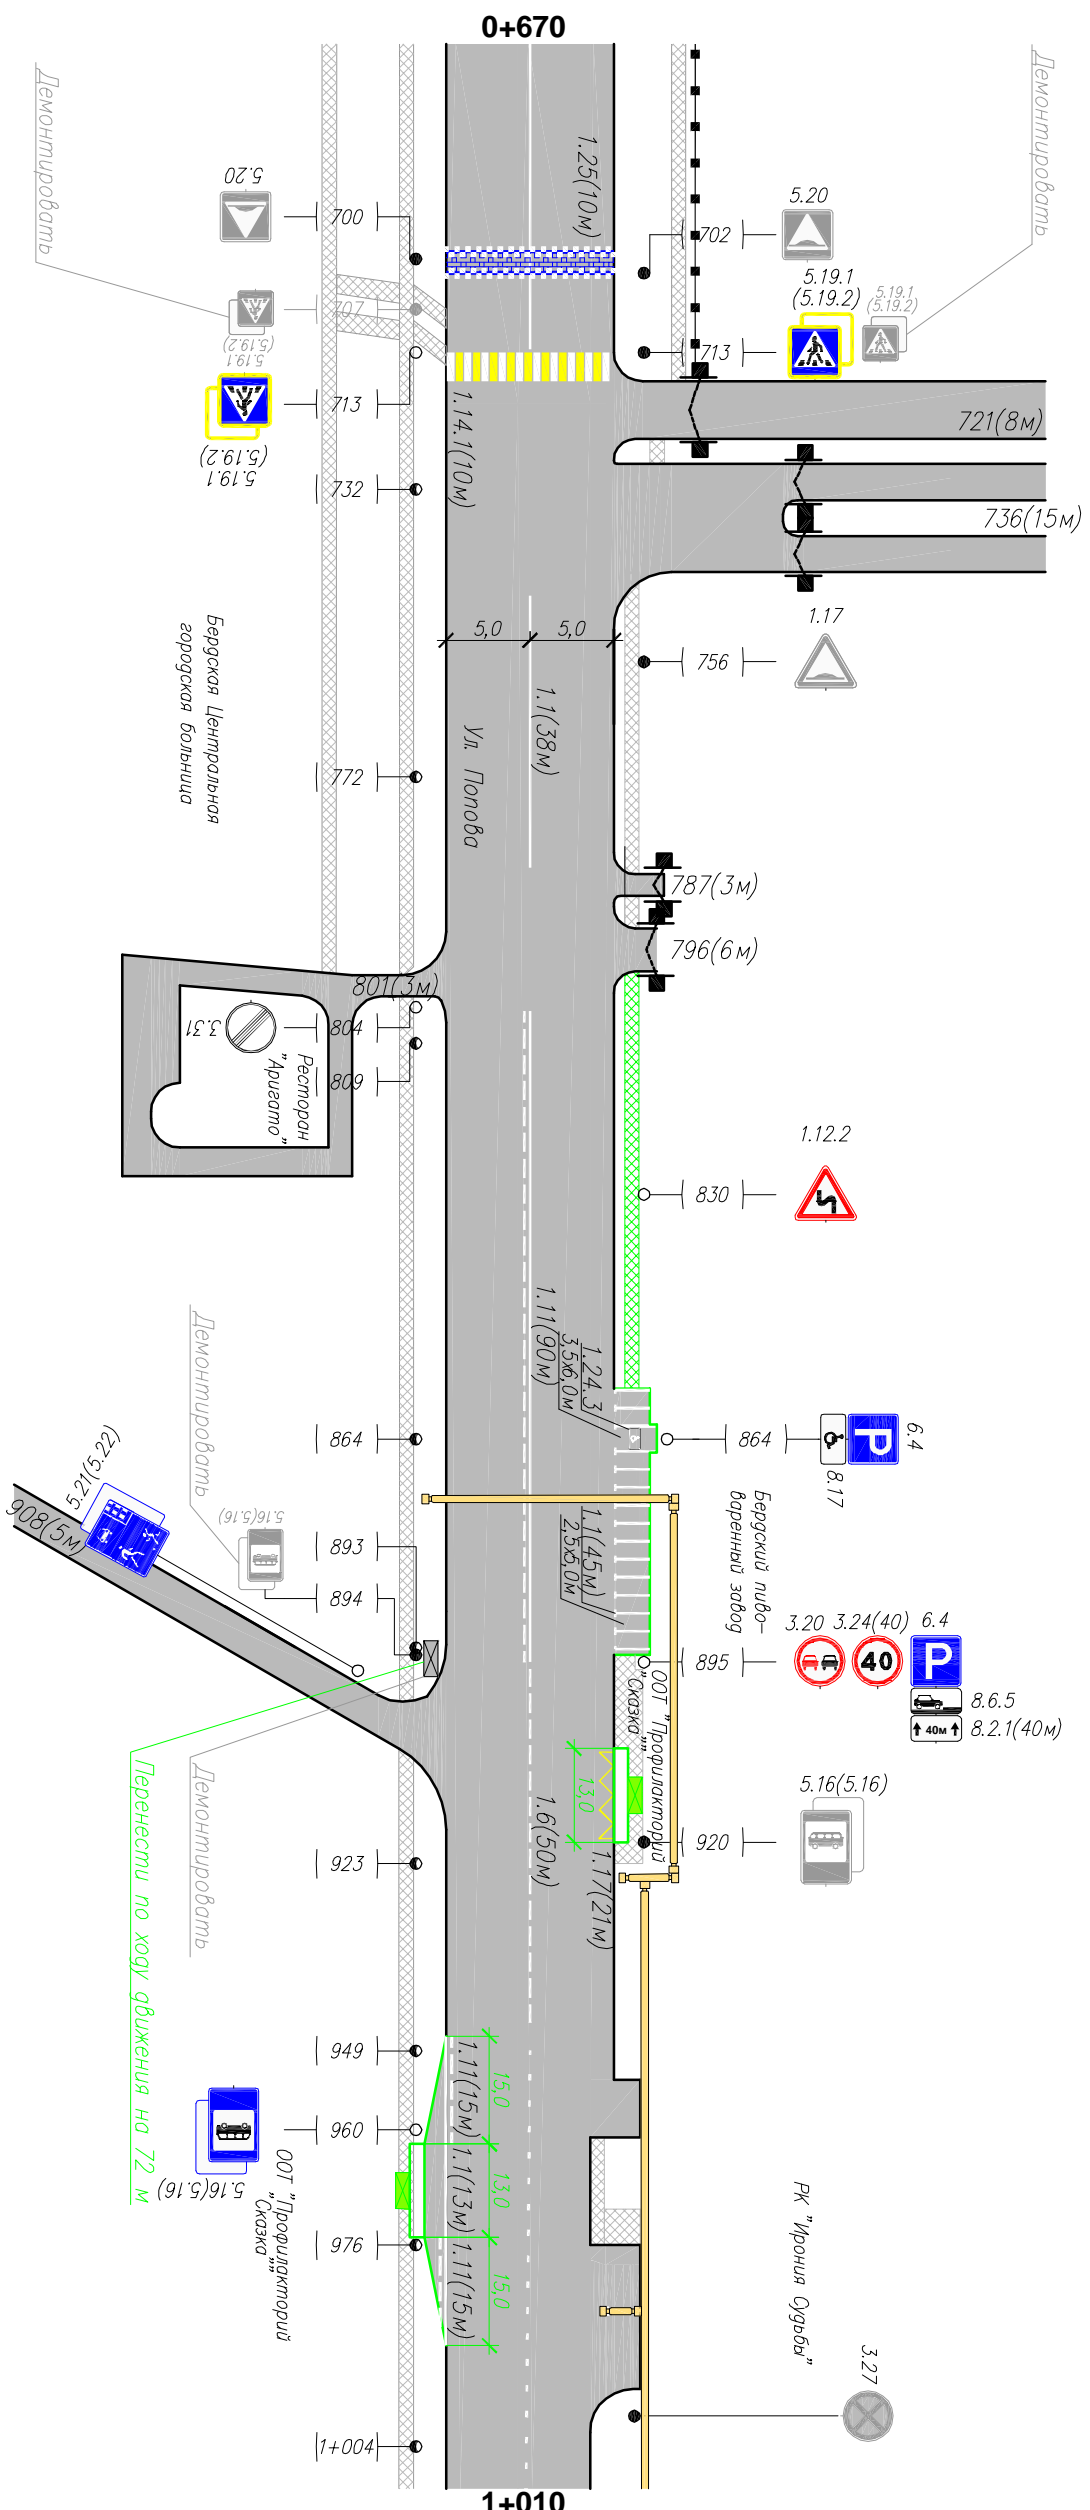 0+670
Демонтировать
Демонтировать
1.25(10м)
5.20
700
702
5.20
5.19.1
(5.19.2)
5.19.1
(5.19.2)
707
5.19.1
(5.19.2)
713
713
5.19.1
(5.19.2)
1.14.1(10м)
721(8м)
732
736(15м)
5,0
5,0
1.17
756
Бердская Центральная
городская больница
1.1(38м)
Ул. Попова
772
787(3м)
796(6м)
801(3м)
3.31
804
809
Ресторан
"Аригато"
1.12.2
830
1.11(90м)
1.24.3
3,5х6,0м
Демонтировать
864
864
P
6.4
8.17
5.21(5.22)
908(5м)
5.16(5.16)
893
894
1.1(45м)
2,5х5,0м
Бердский пиво-
варенный завод
3.20
3.24(40)
6.4
895
40
P
8.6.5
40м
8.2.1(40м)
ООТ "Профилакторий
"Сказка""
13,0
5.16(5.16)
920
1.6(50м)
1.17(21м)
Демонтировать
Перенести по ходу движения на 72 м
923
949
1.11(15м)
15,0
960
5.16(5.16)
ООТ "Профилакторий
"Сказка""
1.1(13м)
13,0
976
1.11(15м)
15,0
РК "Ирония Судьбы"
3.27
1+004
1+010